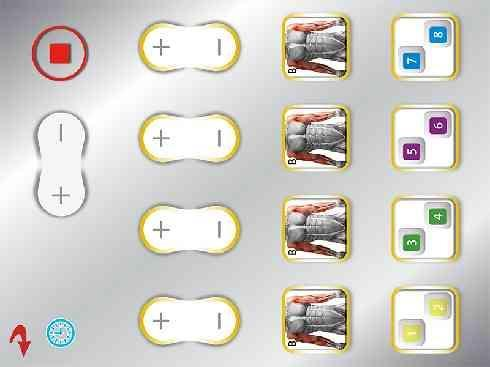 + −
+ + + +
− − − −
B B B B
1 3 5 7
2 4 6 8